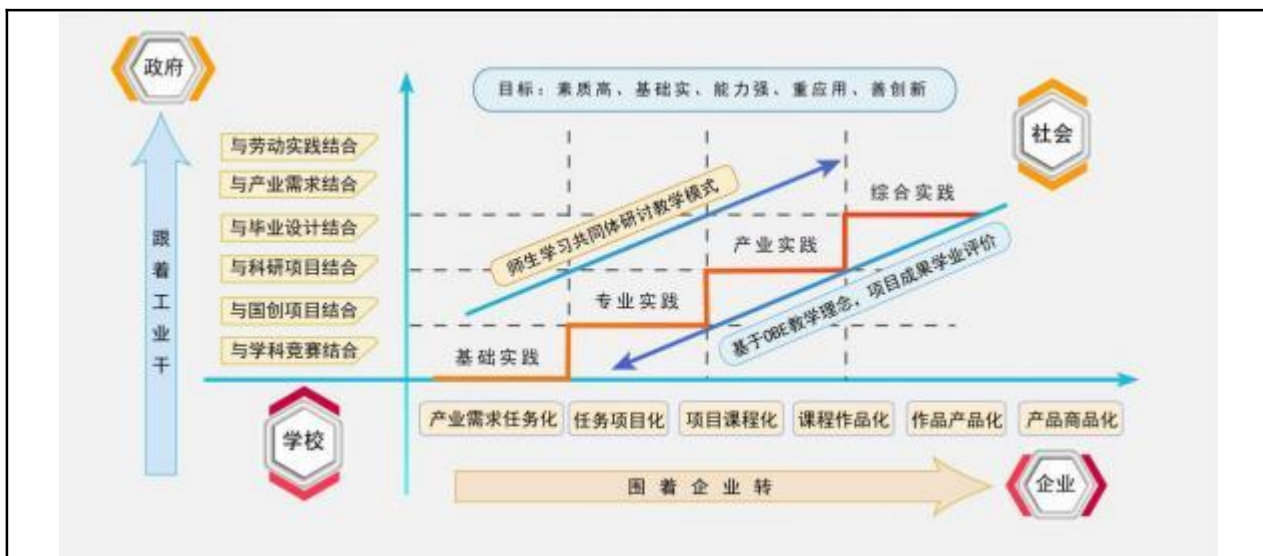 政府
目标：素质高、基础实、能力强、重应用、善创新
社会
与劳动实践结合
与产业需求结合
与毕业设计结合
与科研项目结合
与国创项目结合
与学科竞赛结合
跟着工业干
师生学习共同体研讨教学模式
综合实践
产业实践
专业实践
基础实践
基于OBE教学理念，项目成果学业评价
学校
产业需求任务化
任务项目化
项目课程化
课程作品化
作品产品化
产品商品化
围着企业转
企业